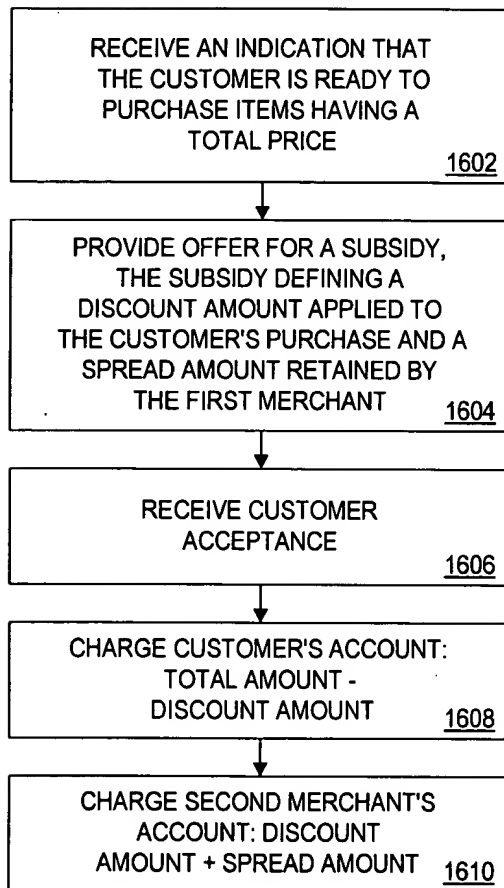 RECEIVE AN INDICATION THAT
THE CUSTOMER IS READY TO
PURCHASE ITEMS HAVING A
TOTAL PRICE
1602
PROVIDE OFFER FOR A SUBSIDY,
THE SUBSIDY DEFINING A
DISCOUNT AMOUNT APPLIED TO
THE CUSTOMER'S PURCHASE AND A
SPREAD AMOUNT RETAINED BY
THE FIRST MERCHANT
1604
RECEIVE CUSTOMER
ACCEPTANCE
1606
CHARGE CUSTOMER'S ACCOUNT:
TOTAL AMOUNT -
DISCOUNT AMOUNT
1608
CHARGE SECOND MERCHANT'S
ACCOUNT: DISCOUNT
AMOUNT + SPREAD AMOUNT
1610